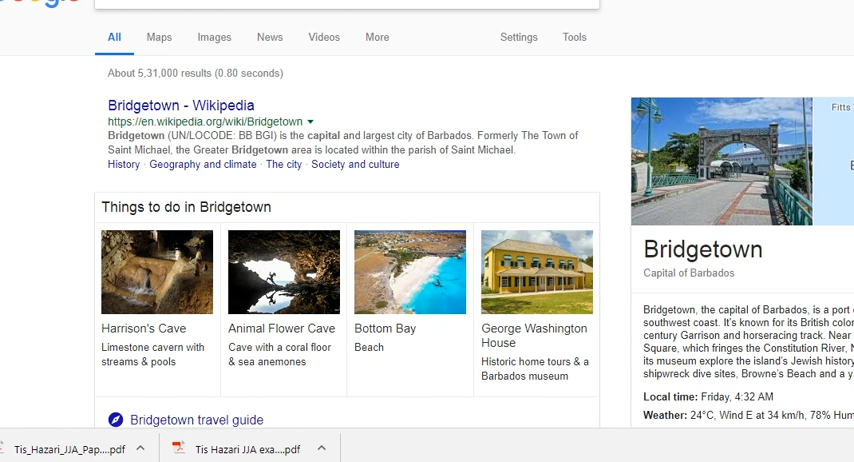 All Maps Images News Videos More Settings Tools
About 5,31,000 results (0.80 seconds)
Bridgetown - Wikipedia
https://en.wikipedia.org/wiki/Bridgetown
Bridgetown (UN/LOCODE: BB BGI) is the capital and largest city of Barbados. Formerly The Town of
Saint Michael, the Greater Bridgetown area is located within the parish of Saint Michael.
History · Geography and climate · The city · Society and culture
Things to do in Bridgetown
Harrison's Cave
Limestone cavern with
streams & pools
Animal Flower Cave
Cave with a coral floor
& sea anemones
Bottom Bay
Beach
George Washington
House
Historic home tours & a
Barbados museum
Bridgetown travel guide
Fitts
Bridgetown
Capital of Barbados
Bridgetown, the capital of Barbados, is a port
southwest coast. It's known for its British colon
century Garrison and horseracing track. Near
Square, which fringes the Constitution River, N
its museum explore the island's Jewish history
shipwreck dive sites, Browne's Beach and a y
Local time: Friday, 4:32 AM
Weather: 24°C, Wind E at 34 km/h, 78% Hum
Tis_Hazari_JJA_Pap....pdf
Tis Hazari JJA exa....pdf